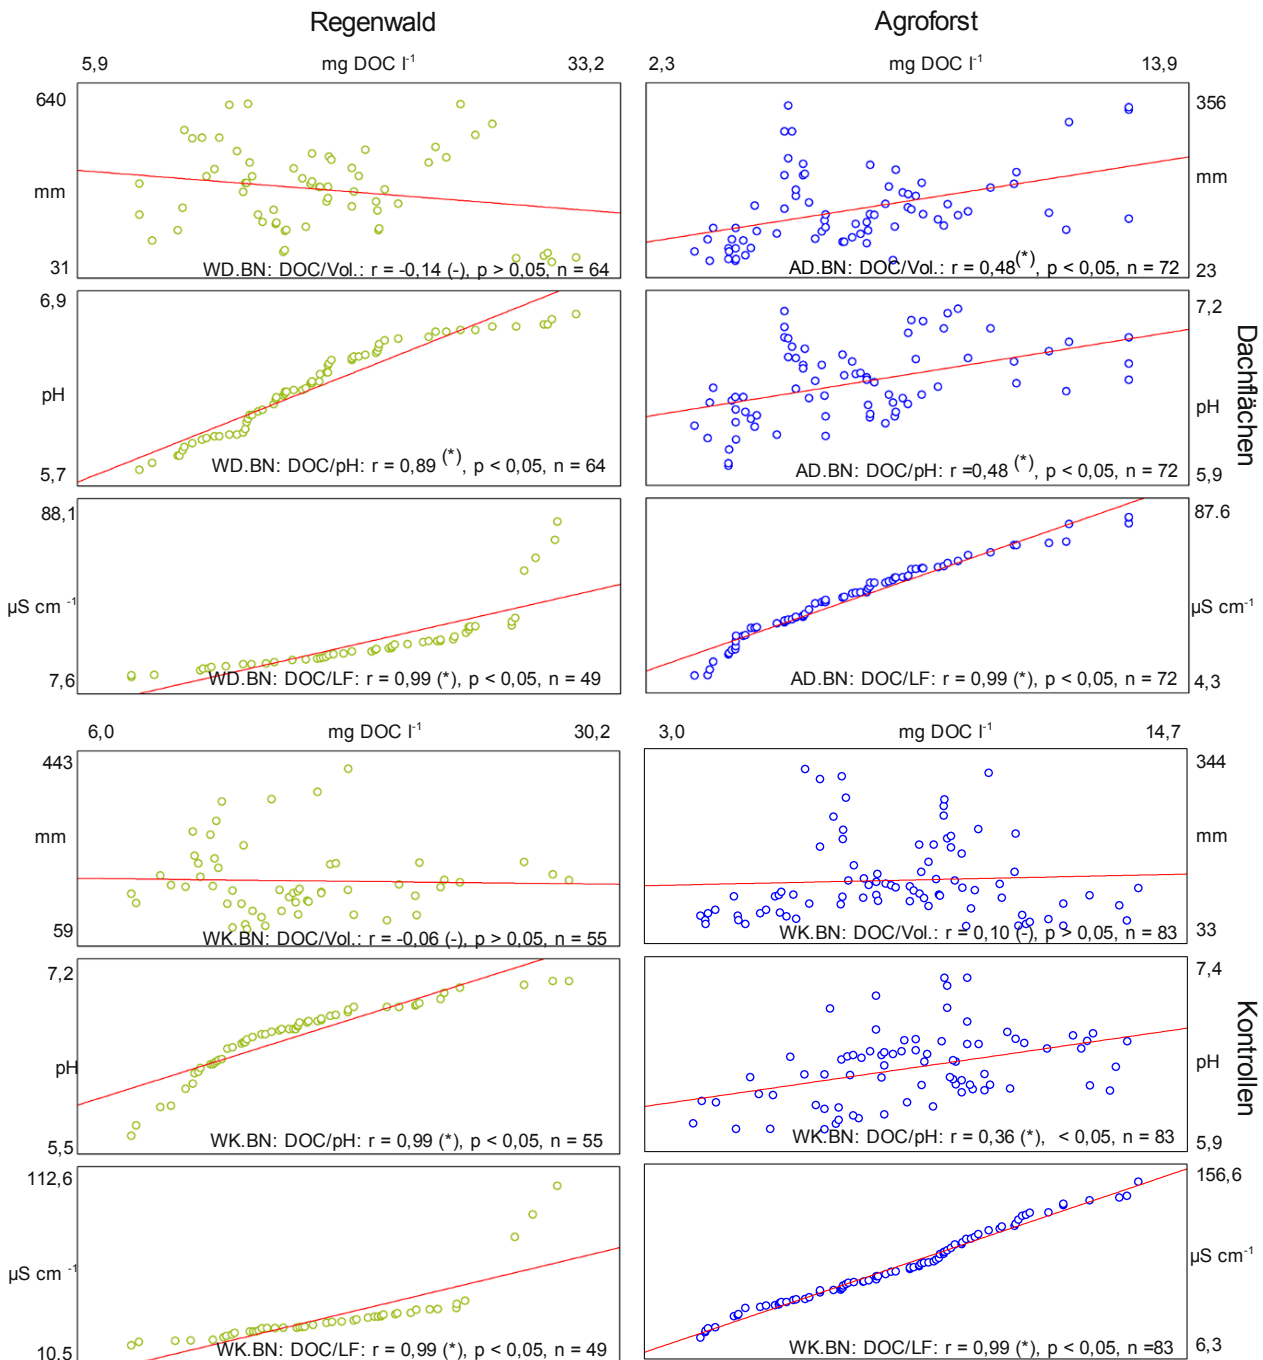 Regenwald
Agroforst
5,9 mg DOC l⁻¹ 33,2
2,3 mg DOC l⁻¹ 13,9
640
mm
31
WD.BN: DOC/Vol.: r = -0,14 (-), p > 0,05, n = 64
AD.BN: DOC/Vol.: r = 0,48(*), p < 0,05, n = 72
356
mm
23
6,9
pH
5,7
WD.BN: DOC/pH: r = 0,89 (*), p < 0,05, n = 64
AD.BN: DOC/pH: r =0,48 (*), p < 0,05, n = 72
7,2
pH
5,9
Dachflächen
88,1
µS cm⁻¹
7,6
WD.BN: DOC/LF: r = 0,99 (*), p < 0,05, n = 49
AD.BN: DOC/LF: r = 0,99 (*), p < 0,05, n = 72
87.6
µS cm⁻¹
4,3
6,0 mg DOC l⁻¹ 30,2
3,0 mg DOC l⁻¹ 14,7
443
mm
59
WK.BN: DOC/Vol.: r = -0,06 (-), p > 0,05, n = 55
WK.BN: DOC/Vol.: r = 0,10 (-), p > 0,05, n = 83
344
mm
33
7,2
pH
5,5
WK.BN: DOC/pH: r = 0,99 (*), p < 0,05, n = 55
WK.BN: DOC/pH: r = 0,36 (*), < 0,05, n = 83
7,4
pH
5,9
Kontrollen
112,6
µS cm⁻¹
10,5
WK.BN: DOC/LF: r = 0,99 (*), p < 0,05, n = 49
WK.BN: DOC/LF: r = 0,99 (*), p < 0,05, n =83
156,6
µS cm⁻¹
6,3